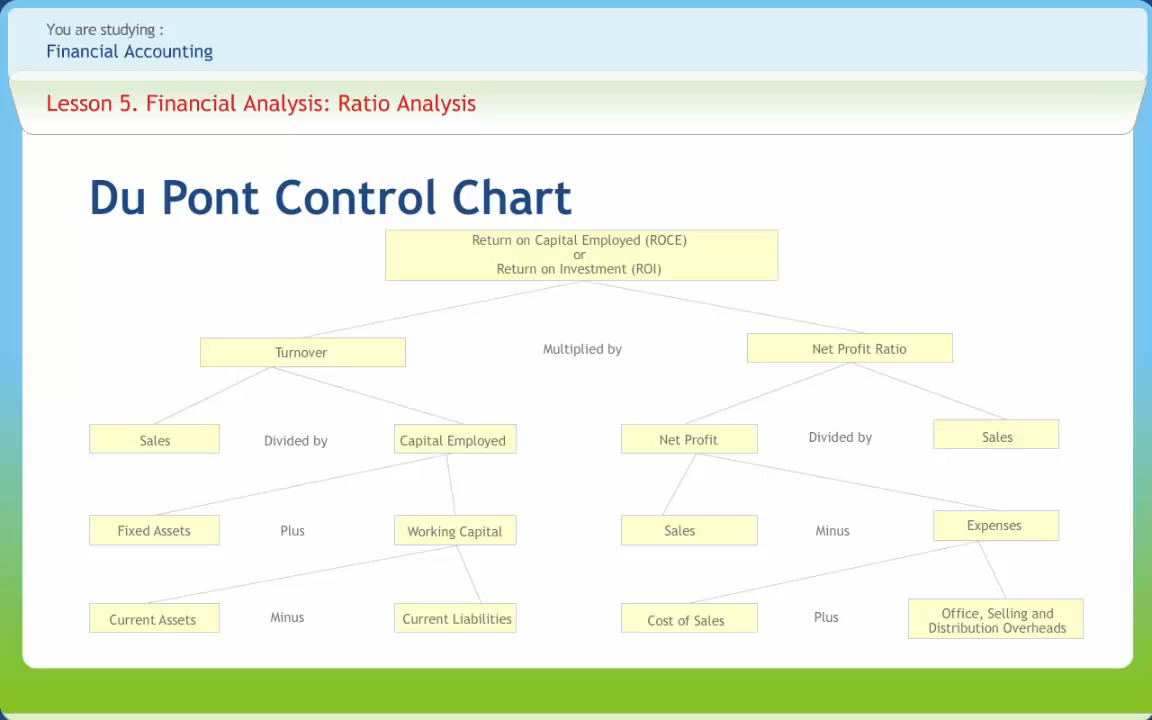 You are studying :
Financial Accounting
Lesson 5. Financial Analysis: Ratio Analysis
Du Pont Control Chart
Return on Capital Employed (ROCE)
or
Return on Investment (ROI)
Turnover
Multiplied by
Net Profit Ratio
Sales
Divided by
Capital Employed
Net Profit
Divided by
Sales
Fixed Assets
Plus
Working Capital
Sales
Minus
Expenses
Current Assets
Minus
Current Liabilities
Cost of Sales
Plus
Office, Selling and
Distribution Overheads